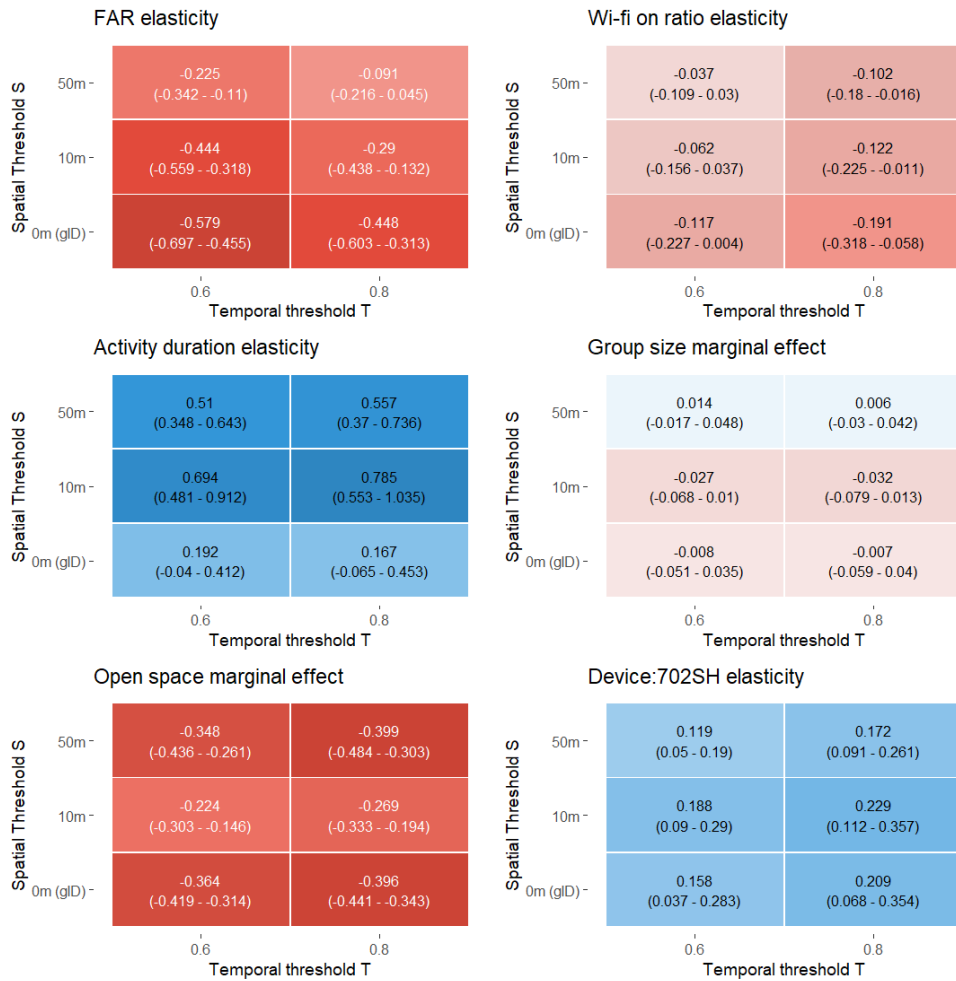 FAR elasticity
Spatial Threshold S
50m
-0.225
(-0.342 - -0.11)
-0.091
(-0.216 - 0.045)
10m
-0.444
(-0.559 - -0.318)
-0.29
(-0.438 - -0.132)
0m (gID)
-0.579
(-0.697 - -0.455)
-0.448
(-0.603 - -0.313)
0.6
0.8
Temporal threshold T
Wi-fi on ratio elasticity
Spatial Threshold S
50m
-0.037
(-0.109 - 0.03)
-0.102
(-0.18 - -0.016)
10m
-0.062
(-0.156 - 0.037)
-0.122
(-0.225 - -0.011)
0m (gID)
-0.117
(-0.227 - 0.004)
-0.191
(-0.318 - -0.058)
0.6
0.8
Temporal threshold T
Activity duration elasticity
Spatial Threshold S
50m
0.51
(0.348 - 0.643)
0.557
(0.37 - 0.736)
10m
0.694
(0.481 - 0.912)
0.785
(0.553 - 1.035)
0m (gID)
0.192
(-0.04 - 0.412)
0.167
(-0.065 - 0.453)
0.6
0.8
Temporal threshold T
Group size marginal effect
Spatial Threshold S
50m
0.014
(-0.017 - 0.048)
0.006
(-0.03 - 0.042)
10m
-0.027
(-0.068 - 0.01)
-0.032
(-0.079 - 0.013)
0m (gID)
-0.008
(-0.051 - 0.035)
-0.007
(-0.059 - 0.04)
0.6
0.8
Temporal threshold T
Open space marginal effect
Spatial Threshold S
50m
-0.348
(-0.436 - -0.261)
-0.399
(-0.484 - -0.303)
10m
-0.224
(-0.303 - -0.146)
-0.269
(-0.333 - -0.194)
0m (gID)
-0.364
(-0.419 - -0.314)
-0.396
(-0.441 - -0.343)
0.6
0.8
Temporal threshold T
Device:702SH elasticity
Spatial Threshold S
50m
0.119
(0.05 - 0.19)
0.172
(0.091 - 0.261)
10m
0.188
(0.09 - 0.29)
0.229
(0.112 - 0.357)
0m (gID)
0.158
(0.037 - 0.283)
0.209
(0.068 - 0.354)
0.6
0.8
Temporal threshold T